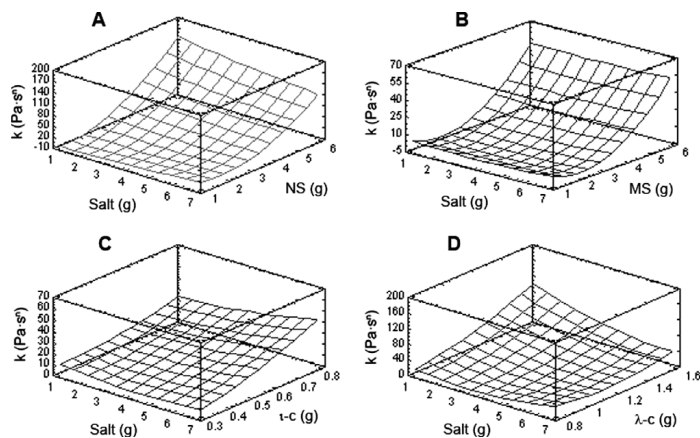 A
k (Pa·sⁿ)
200
170
140
110
80
50
20
-10
1 2 3 4 5 6 7
Salt (g)
1 2 3 4 5 6
NS (g)
B
k (Pa·sⁿ)
70
55
40
25
10
-5
1 2 3 4 5 6 7
Salt (g)
1 2 3 4 5 6
MS (g)
C
k (Pa·sⁿ)
70
60
50
40
30
20
10
0
1 2 3 4 5 6 7
Salt (g)
0.3 0.4 0.5 0.6 0.7 0.8
ι-c (g)
D
k (Pa·sⁿ)
200
160
120
80
40
0
1 2 3 4 5 6 7
Salt (g)
0.8 1 1.2 1.4 1.6
λ-c (g)